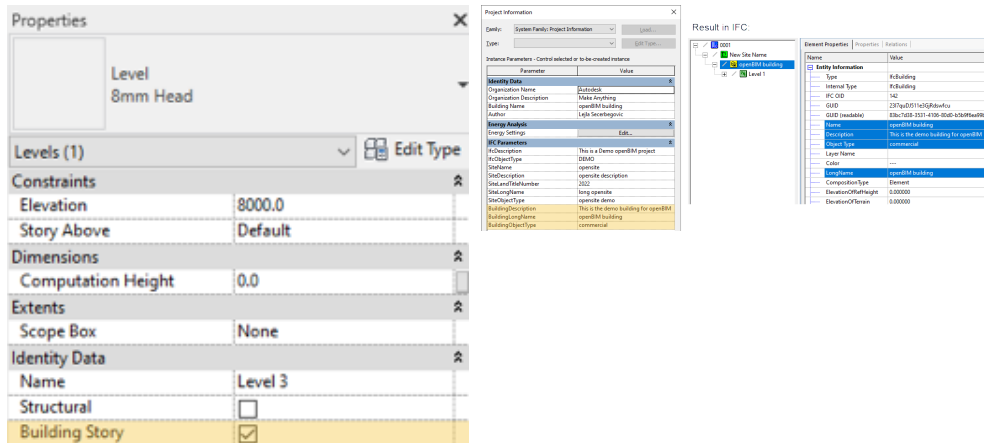 Properties
Level
8mm Head
Levels (1)
Edit Type
Constraints
Elevation 8000.0
Story Above Default
Dimensions
Computation Height 0.0
Extents
Scope Box None
Identity Data
Name Level 3
Structural
Building Story
Project Information
Family: System Family: Project Information Load...
Type: Edit Type...
Instance Parameters - Control selected or to-be-created instance
Parameter Value
Identity Data
Organization Name Autodesk
Organization Description Make Anything
Building Name openBIM building
Author Lejla Secerbegovic
Energy Analysis
Energy Settings Edit...
IFC Parameters
IfcDescription This is a Demo openBIM project
IfcObjectType DEMO
SiteName opensite
SiteDescription opensite description
SiteLandTitleNumber 2022
SiteLongName long opensite
SiteObjectType opensite demo
BuildingDescription This is the demo building for openBIM
BuildingLongName openBIM building
BuildingObjectType commercial
Result in IFC:
0001
New Site Name
openBIM building
Level 1
Element Properties Properties Relations
Name Value
Entity Information
Type IfcBuilding
Internal Type IfcBuilding
IFC OID 142
GUID
GUID (readable)
Name openBIM building
Description This is the demo building for openBIM
Object Type commercial
Layer Name
Color ---
LongName openBIM building
CompositionType Element
ElevationOfRefHeight 0.000000
ElevationOfTerrain 0.000000